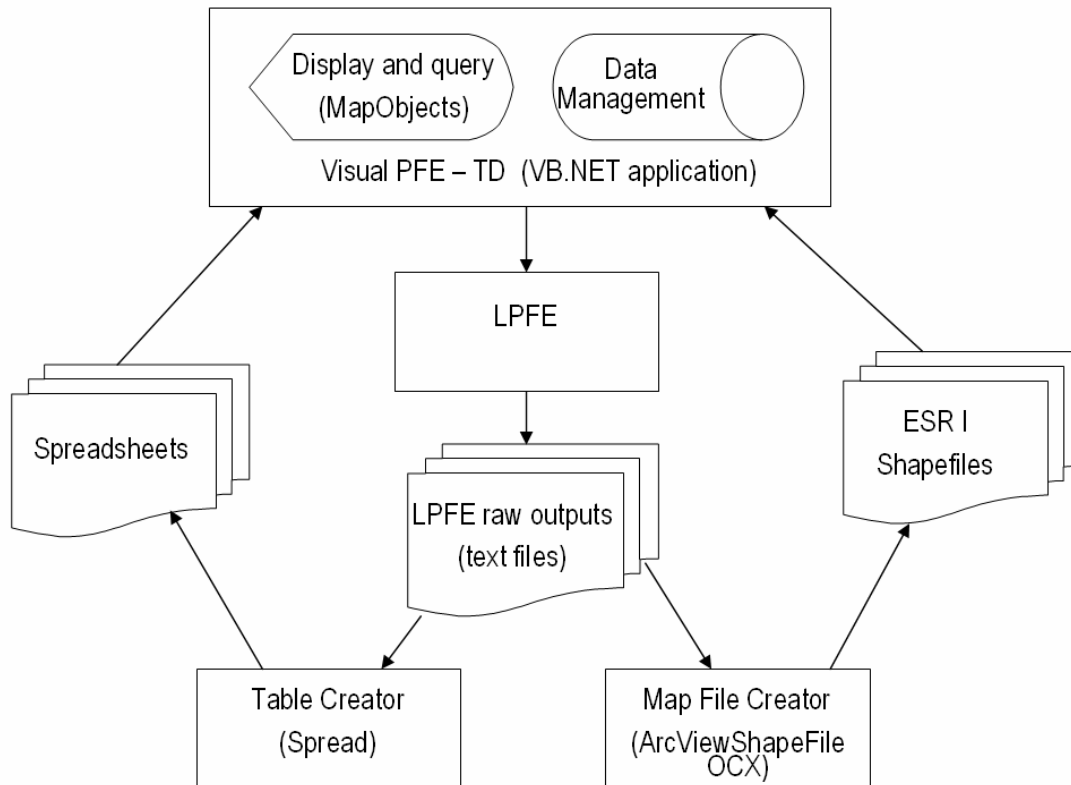 Display and query
(MapObjects)
Data
Management
Visual PFE – TD (VB.NET application)
LPFE
Spreadsheets
ESR I
Shapefiles
LPFE raw outputs
(text files)
Table Creator
(Spread)
Map File Creator
(ArcViewShapeFile
OCX)